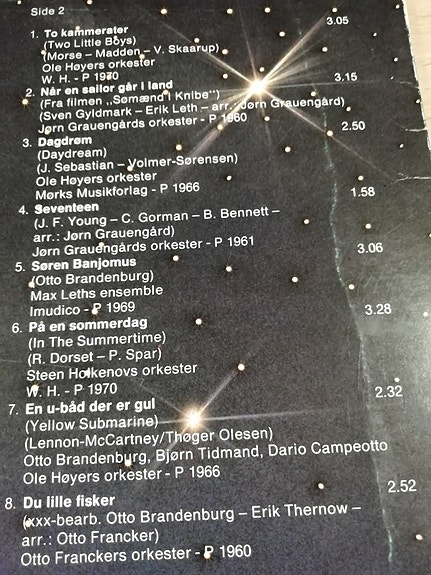 Side 2
1. To kammerater 3.05
(Two Little Boys)
(Morse – Madden – V. Skaarup)
Ole Høyers orkester
W. H. - P 1970
2. Når en sailor går i land 3.15
(Fra filmen ,,Sømænd i Knibe")
(Sven Gyldmark – Erik Leth – arr.: Jørn Grauengård)
Jørn Grauengårds orkester - P 1960
3. Dagdrøm 2.50
(Daydream)
(J. Sebastian – Volmer-Sørensen)
Ole Høyers orkester
Mørks Musikforlag - P 1966
4. Seventeen 1.58
(J. F. Young – C. Gorman – B. Bennett –
arr.: Jørn Grauengård)
Jørn Grauengårds orkester - P 1961
5. Søren Banjomus 3.06
(Otto Brandenburg)
Max Leths ensemble
Imudico - P 1969
6. På en sommerdag 3.28
(In The Summertime)
(R. Dorset – P. Spar)
Steen Holkenovs orkester
W. H. - P 1970
7. En u-båd der er gul 2.32
(Yellow Submarine)
(Lennon-McCartney/Thøger Olesen)
Otto Brandenburg, Bjørn Tidmand, Dario Campeotto
Ole Høyers orkester - P 1966
8. Du lille fisker 2.52
(xxx-bearb. Otto Brandenburg – Erik Thernow –
arr.: Otto Francker)
Otto Franckers orkester - P 1960